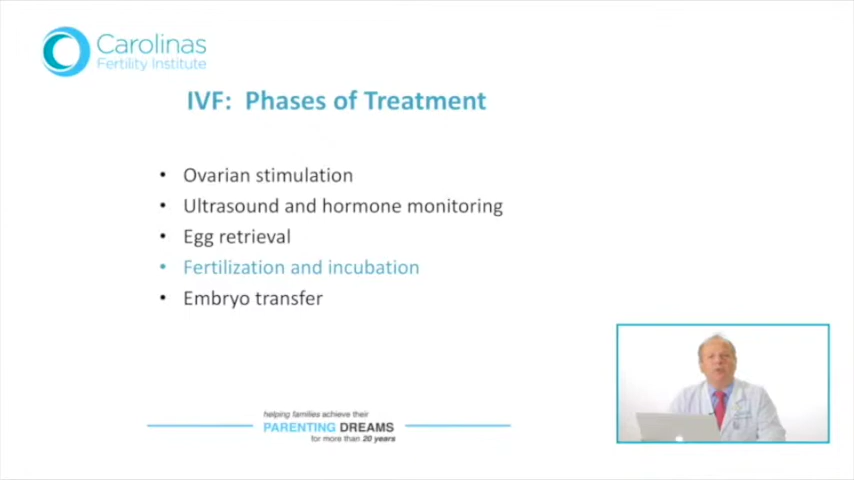 Carolinas
Fertility Institute
IVF: Phases of Treatment
• Ovarian stimulation
• Ultrasound and hormone monitoring
• Egg retrieval
• Fertilization and incubation
• Embryo transfer
helping families achieve their
PARENTING DREAMS
for more than 20 years